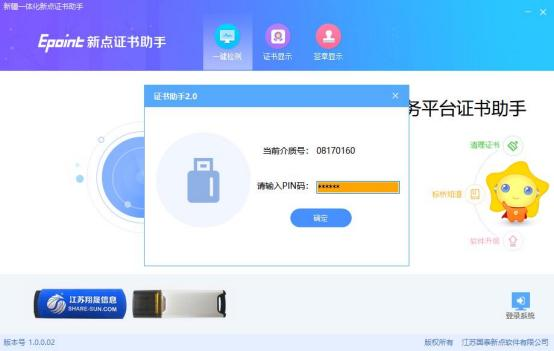 新疆一体化新点证书助手
Epoint 新点证书助手
一键检测
证书显示
签章显示
证书助手2.0
务平台证书助手
当前介质号： 08170160
请输入PIN码： ******
确定
清理证书
标桥知道
软件升级
江苏翔晟信息
SHARE-SUN.COM
登录系统
版本号 1.0.0.02
版权所有 江苏国泰新点软件有限公司